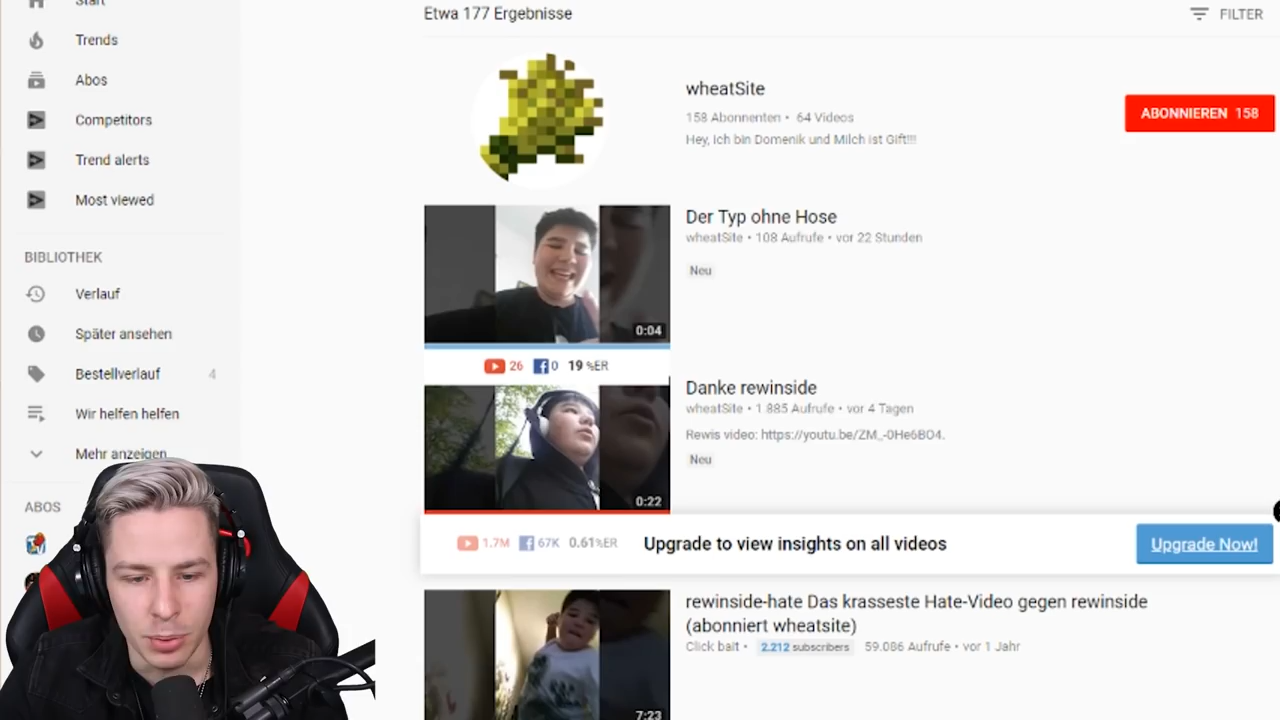 Start
Trends
Abos
Competitors
Trend alerts
Most viewed
BIBLIOTHEK
Verlauf
Später ansehen
Bestellverlauf 4
Wir helfen helfen
Mehr anzeigen
ABOS
Etwa 177 Ergebnisse
FILTER
wheatSite
158 Abonnenten • 64 Videos
Hey, Ich bin Domenik und Milch ist Gift!!!
ABONNIEREN 158
Der Typ ohne Hose
wheatSite • 108 Aufrufe • vor 22 Stunden
Neu
0:04
26 0 19 %ER
Danke rewinside
wheatSite • 1.885 Aufrufe • vor 4 Tagen
Rewis video: https://youtu.be/ZM_-0He6BO4.
Neu
0:22
1.7M 67K 0.61%ER
Upgrade to view insights on all videos
Upgrade Now!
rewinside-hate Das krasseste Hate-Video gegen rewinside
(abonniert wheatsite)
Click bait • 2.212 subscribers 59.086 Aufrufe • vor 1 Jahr
7:23